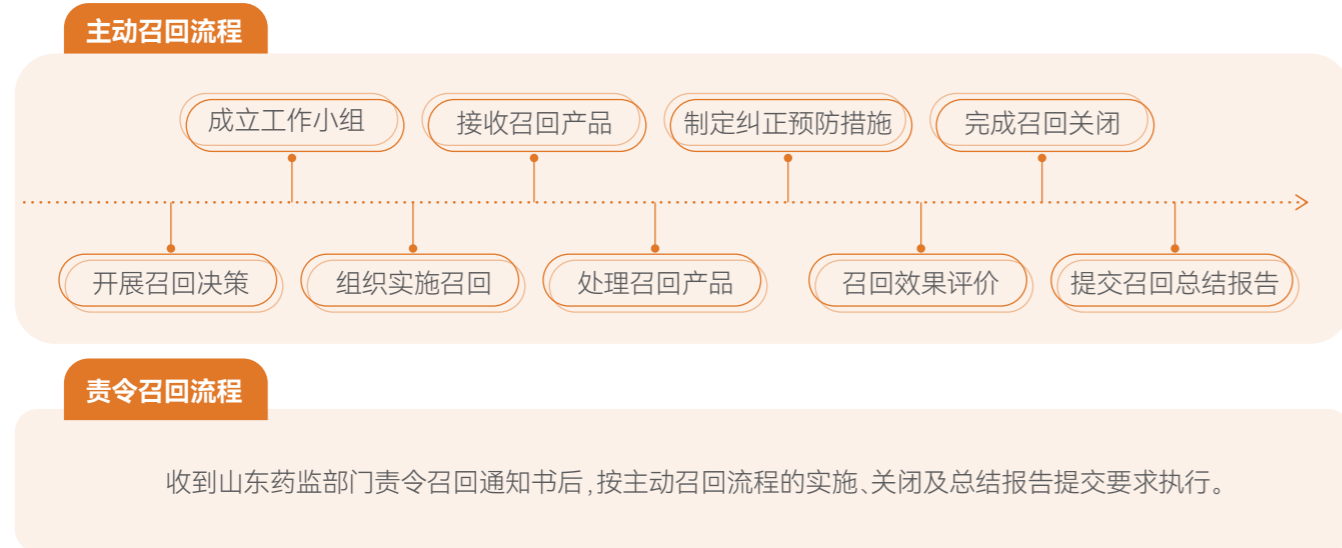 主动召回流程
成立工作小组
接收召回产品
制定纠正预防措施
完成召回关闭
开展召回决策
组织实施召回
处理召回产品
召回效果评价
提交召回总结报告
责令召回流程
收到山东药监部门责令召回通知书后,按主动召回流程的实施、关闭及总结报告提交要求执行。